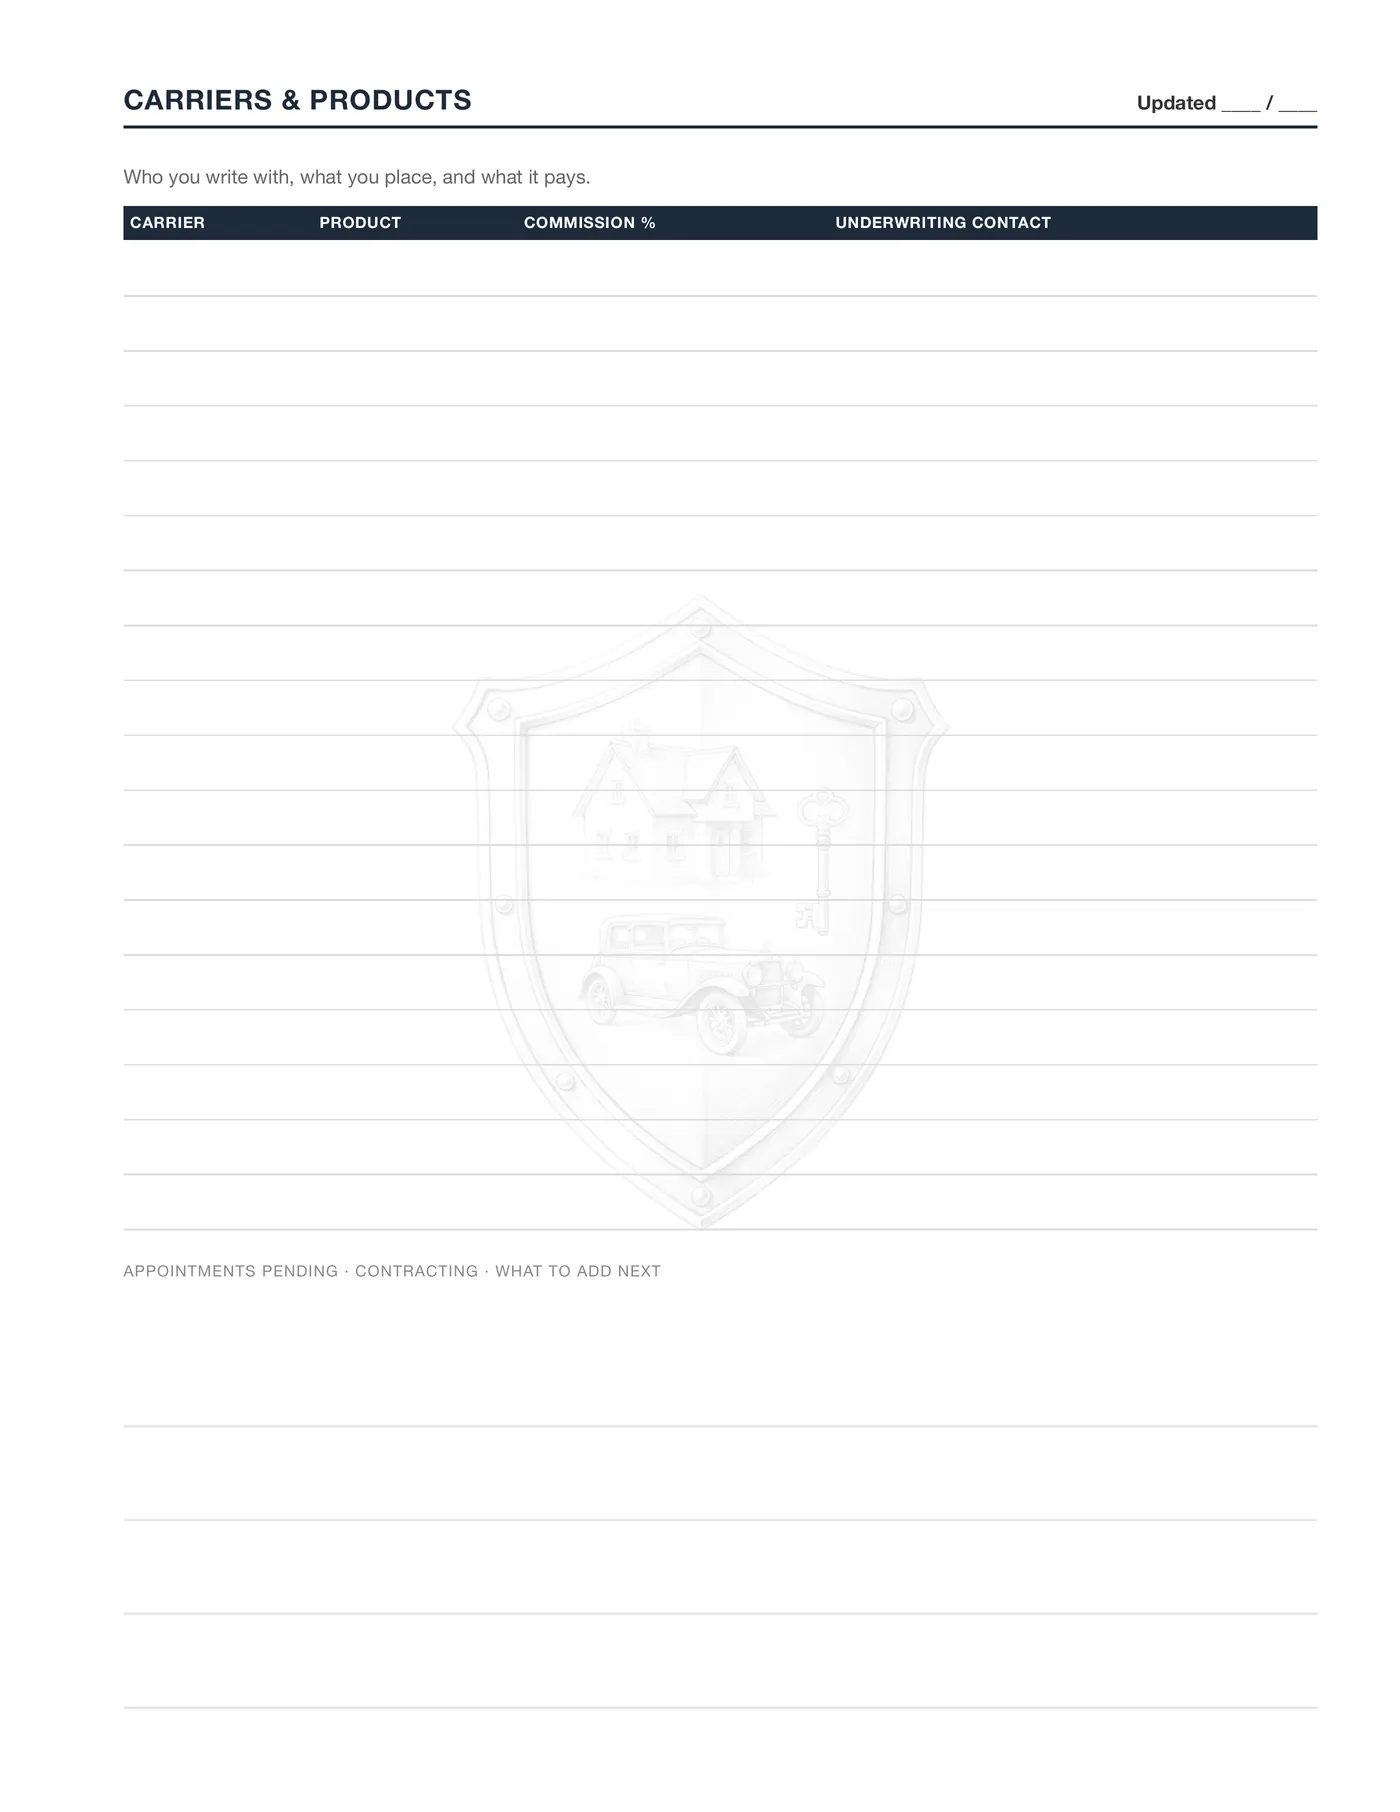 CARRIERS & PRODUCTS
Updated ____ / ____
Who you write with, what you place, and what it pays.
CARRIER PRODUCT COMMISSION % UNDERWRITING CONTACT
APPOINTMENTS PENDING · CONTRACTING · WHAT TO ADD NEXT